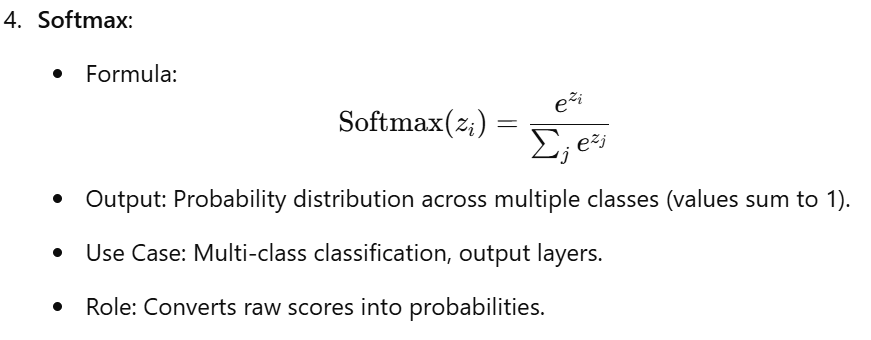 4. Softmax:
• Formula:
Softmax(z_i) = \frac{e^{z_i}}{\sum_j e^{z_j}}
• Output: Probability distribution across multiple classes (values sum to 1).
• Use Case: Multi-class classification, output layers.
• Role: Converts raw scores into probabilities.